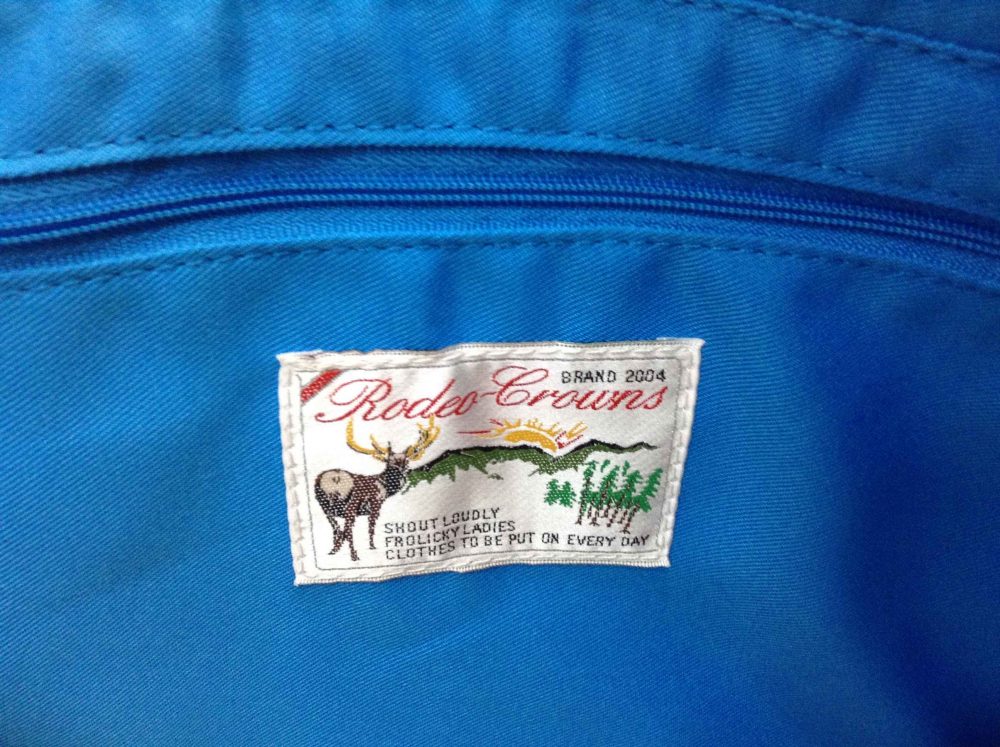 BRAND 2004
Rodeo-Crowns
SHOUT LOUDLY
FROLICKY LADIES
CLOTHES TO BE PUT ON EVERY DAY